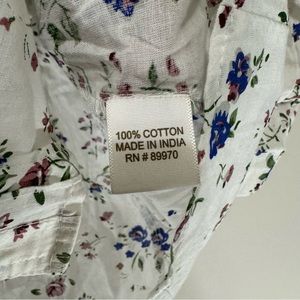 100% COTTON
MADE IN INDIA
RN # 89970